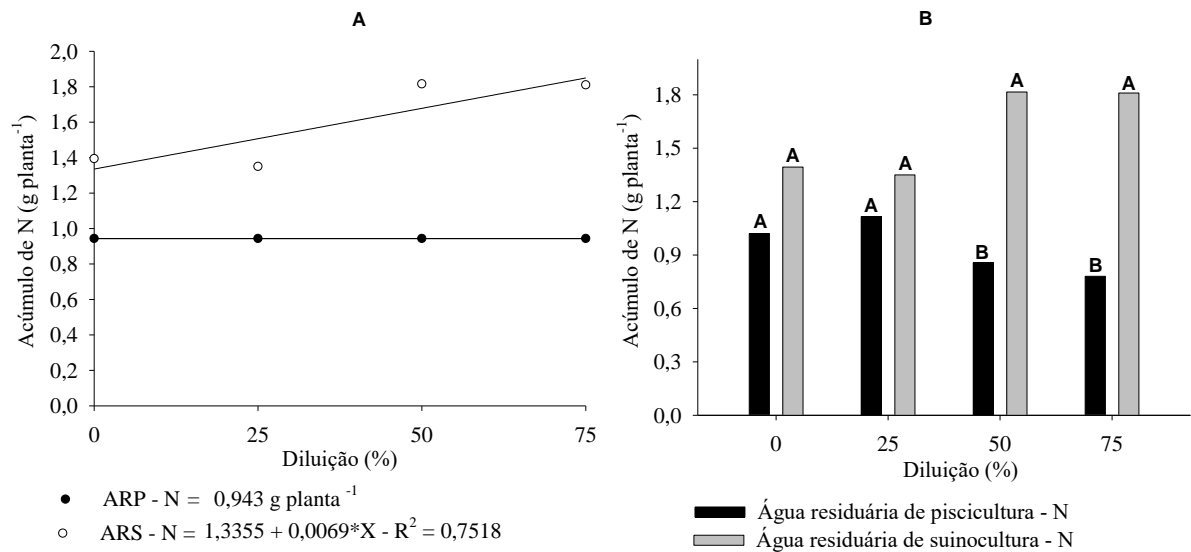 A
Acúmulo de N (g planta⁻¹)
2,0
1,8
1,6
1,4
1,2
1,0
0,8
0,6
0,4
0,2
0,0
0 25 50 75
Diluição (%)
ARP - N = 0,943 g planta ⁻¹
ARS - N = 1,3355 + 0,0069*X - R² = 0,7518
B
Acúmulo de N (g planta⁻¹)
1,8
1,5
1,2
0,9
0,6
0,3
0,0
A A A A B A B A
0 25 50 75
Diluição (%)
Água residuária de piscicultura - N
Água residuária de suinocultura - N